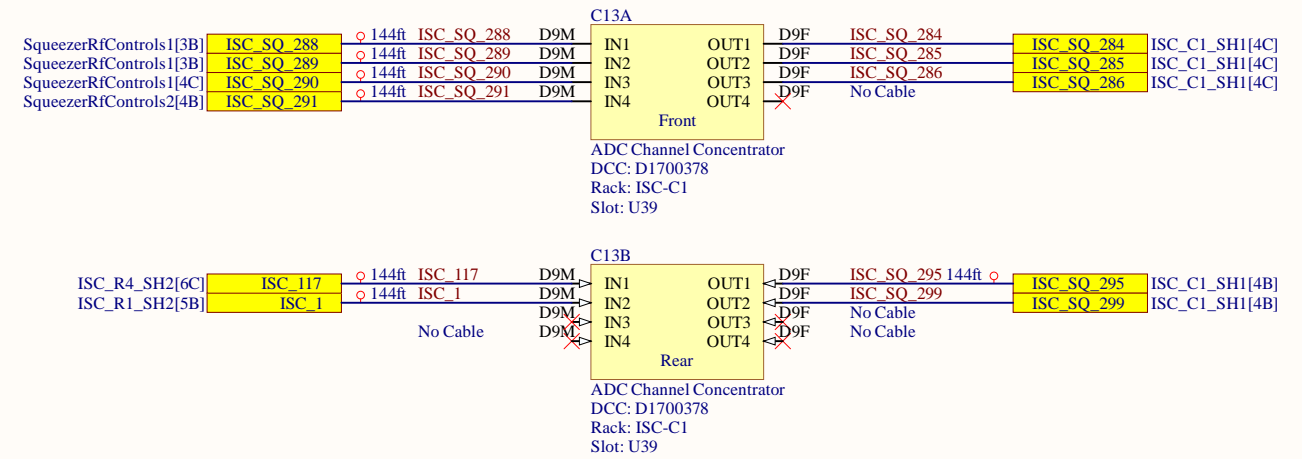 C13A
SqueezerRfControls1[3B] ISC_SQ_288 144ft ISC_SQ_288 D9M IN1 OUT1 D9F ISC_SQ_284 ISC_SQ_284 ISC_C1_SH1[4C]
SqueezerRfControls1[3B] ISC_SQ_289 144ft ISC_SQ_289 D9M IN2 OUT2 D9F ISC_SQ_285 ISC_SQ_285 ISC_C1_SH1[4C]
SqueezerRfControls1[4C] ISC_SQ_290 144ft ISC_SQ_290 D9M IN3 OUT3 D9F ISC_SQ_286 ISC_SQ_286 ISC_C1_SH1[4C]
SqueezerRfControls2[4B] ISC_SQ_291 144ft ISC_SQ_291 D9M IN4 OUT4 D9F No Cable
Front
ADC Channel Concentrator
DCC: D1700378
Rack: ISC-C1
Slot: U39
C13B
ISC_R4_SH2[6C] ISC_117 144ft ISC_117 D9M IN1 OUT1 D9F ISC_SQ_295 144ft ISC_SQ_295 ISC_C1_SH1[4B]
ISC_R1_SH2[5B] ISC_1 144ft ISC_1 D9M IN2 OUT2 D9F ISC_SQ_299 ISC_SQ_299 ISC_C1_SH1[4B]
D9M IN3 OUT3 D9F No Cable
No Cable D9M IN4 OUT4 D9F No Cable
Rear
ADC Channel Concentrator
DCC: D1700378
Rack: ISC-C1
Slot: U39